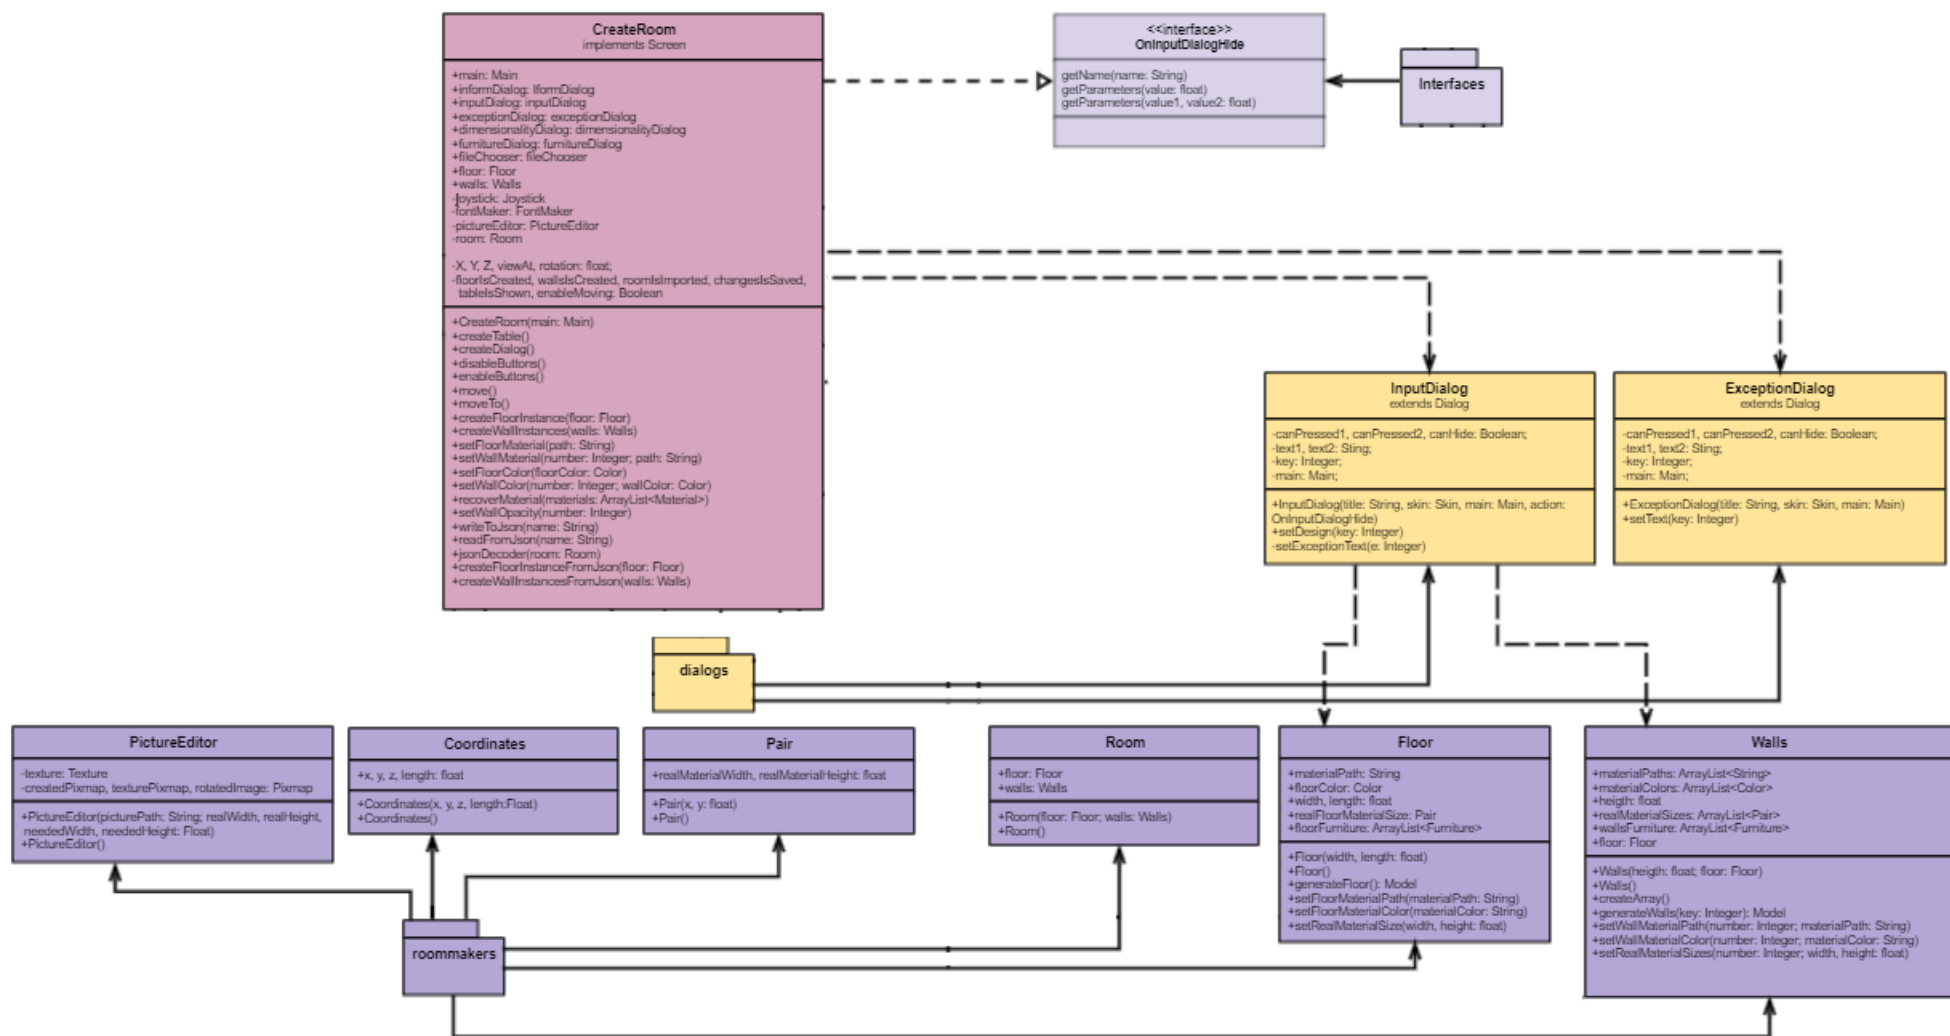 CreateRoom
implements Screen
+main: Main
+informDialog: IformDialog
+inputDialog: inputDialog
+exceptionDialog: exceptionDialog
+dimensionalityDialog: dimensionalityDialog
+furnitureDialog: furnitureDialog
+fileChooser: fileChooser
+floor: Floor
+walls: Walls
-joystick: Joystick
-fontMaker: FontMaker
-pictureEditor: PictureEditor
-room: Room
-X, Y, Z, viewAt, rotation: float;
-floorIsCreated, wallsIsCreated, roomIsImported, changesIsSaved,
tableIsShown, enableMoving: Boolean
+CreateRoom(main: Main)
+createTable()
+createDialog()
+disableButtons()
+enableButtons()
+move()
+moveTo()
+createFloorInstance(floor: Floor)
+createWallInstances(walls: Walls)
+setFloorMaterial(path: String)
+setWallMaterial(number: Integer; path: String)
+setFloorColor(floorColor: Color)
+setWallColor(number: Integer; wallColor: Color)
+recoverMaterial(materials: ArrayList<Material>)
+setWallOpacity(number: Integer)
+writeToJson(name: String)
+readFromJson(name: String)
+jsonDecoder(room: Room)
+createFloorInstanceFromJson(floor: Floor)
+createWallInstancesFromJson(walls: Walls)
<<interface>>
OnInputDialogHide
getName(name: String)
getParameters(value: float)
getParameters(value1, value2: float)
Interfaces
InputDialog
extends Dialog
-canPressed1, canPressed2, canHide: Boolean;
-text1, text2: Sting;
-key: Integer;
-main: Main;
+InputDialog(title: String, skin: Skin, main: Main, action:
OnInputDialogHide)
+setDesign(key: Integer)
-setExceptionText(e: Integer)
ExceptionDialog
extends Dialog
-canPressed1, canPressed2, canHide: Boolean;
-text1, text2: Sting;
-key: Integer;
-main: Main;
+ExceptionDialog(title: String, skin: Skin, main: Main)
+setText(key: Integer)
dialogs
PictureEditor
-texture: Texture
-createdPixmap, texturePixmap, rotatedImage: Pixmap
+PictureEditor(picturePath: String; realWidth, realHeight,
neededWidth, neededHeight: Float)
+PictureEditor()
Coordinates
+x, y, z, length: float
+Coordinates(x, y, z, length:Float)
+Coordinates()
Pair
+realMaterialWidth, realMaterialHeight: float
+Pair(x, y: float)
+Pair()
Room
+floor: Floor
+walls: Walls
+Room(floor: Floor; walls: Walls)
+Room()
Floor
+materialPath: String
+floorColor: Color
+width, length: float
+realFloorMaterialSize: Pair
+floorFurniture: ArrayList<Furniture>
+Floor(width, length: float)
+Floor()
+generateFloor(): Model
+setFloorMaterialPath(materialPath: String)
+setFloorMaterialColor(materialColor: String)
+setRealMaterialSize(width, height: float)
Walls
+materialPaths: ArrayList<String>
+materialColors: ArrayList<Color>
+heigth: float
+realMaterialSizes: ArrayList<Pair>
+wallsFurniture: ArrayList<Furniture>
+floor: Floor
+Walls(heigth: float; floor: Floor)
+Walls()
+createArray()
+generateWalls(key: Integer): Model
+setWallMaterialPath(number: Integer; materialPath: String)
+setWallMaterialColor(number: Integer; materialColor: String)
+setRealMaterialSizes(number: Integer; width, height: float)
roommakers